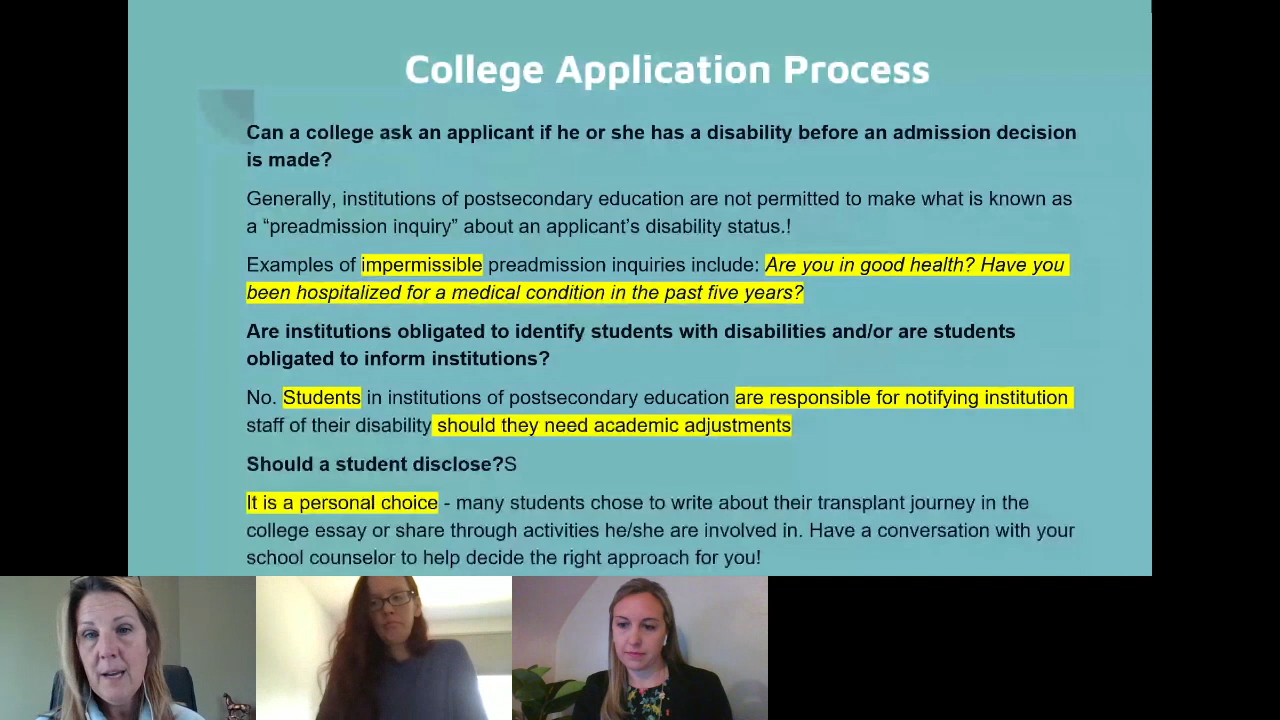 College Application Process
Can a college ask an applicant if he or she has a disability before an admission decision
is made?
Generally, institutions of postsecondary education are not permitted to make what is known as
a “preadmission inquiry” about an applicant’s disability status.!
Examples of impermissible preadmission inquiries include: Are you in good health? Have you
been hospitalized for a medical condition in the past five years?
Are institutions obligated to identify students with disabilities and/or are students
obligated to inform institutions?
No. Students in institutions of postsecondary education are responsible for notifying institution
staff of their disability should they need academic adjustments
Should a student disclose?S
It is a personal choice - many students chose to write about their transplant journey in the
college essay or share through activities he/she are involved in. Have a conversation with your
school counselor to help decide the right approach for you!